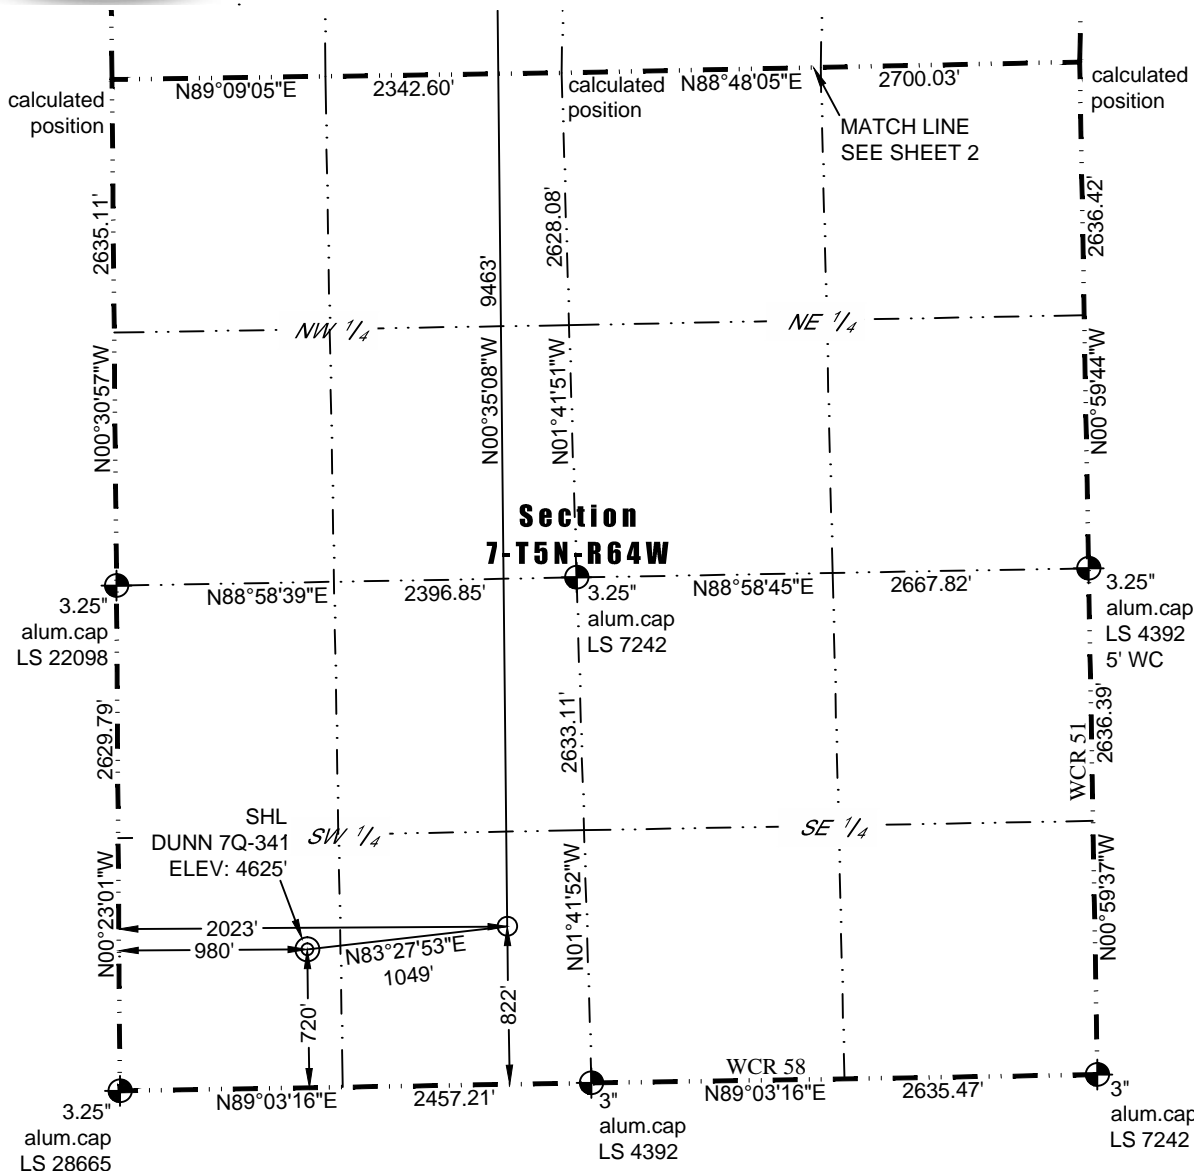 N89°09'05"E
2342.60'
calculated
position
calculated
position
N88°48'05"E
2700.03'
calculated
position
MATCH LINE
SEE SHEET 2
2635.11'
9463'
2628.08'
2636.42'
NW 1/4
NE 1/4
N00°30'57"W
N00°35'08"W
N01°41'51"W
N00°59'44"W
Section
7-T5N-R64W
N88°58'39"E
2396.85'
N88°58'45"E
2667.82'
3.25"
alum.cap
LS 22098
3.25"
alum.cap
LS 7242
3.25"
alum.cap
LS 4392
5' WC
2629.79'
2633.11'
WCR 51
2636.39'
SHL
DUNN 7Q-341
ELEV: 4625'
SW 1/4
SE 1/4
N00°23'01"W
N01°41'52"W
N00°59'37"W
2023'
980'
N83°27'53"E
1049'
720'
822'
WCR 58
N89°03'16"E
2457.21'
N89°03'16"E
2635.47'
3.25"
alum.cap
LS 28665
3"
alum.cap
LS 4392
3"
alum.cap
LS 7242